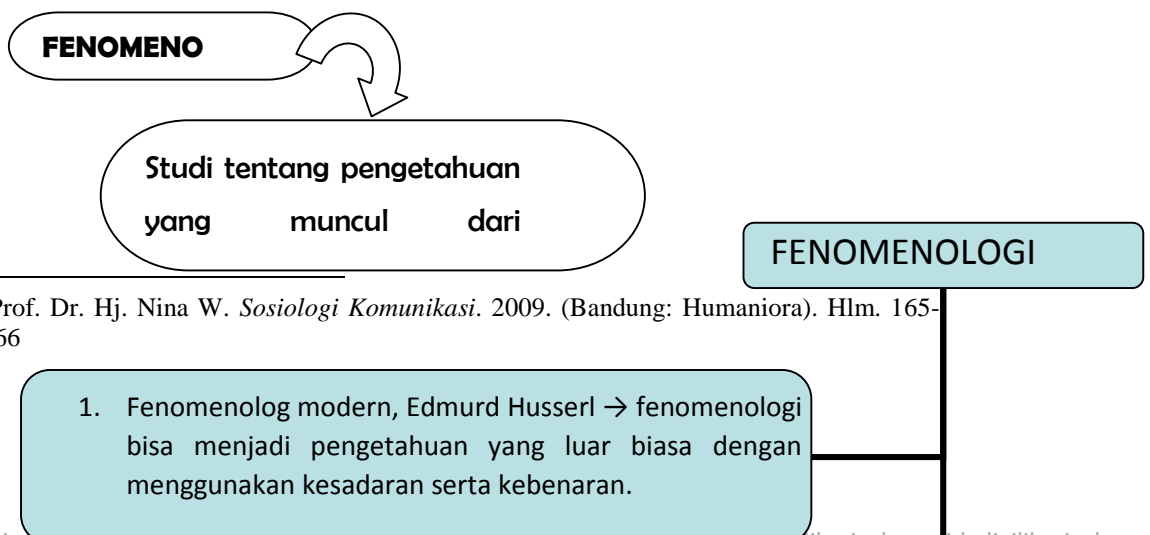 FENOMENO
Studi tentang pengetahuan
yang muncul dari
FENOMENOLOGI
Prof. Dr. Hj. Nina W. Sosiologi Komunikasi. 2009. (Bandung: Humaniora). Hlm. 165-
66
1. Fenomenolog modern, Edmurd Husserl → fenomenologi
bisa menjadi pengetahuan yang luar biasa dengan
menggunakan kesadaran serta kebenaran.